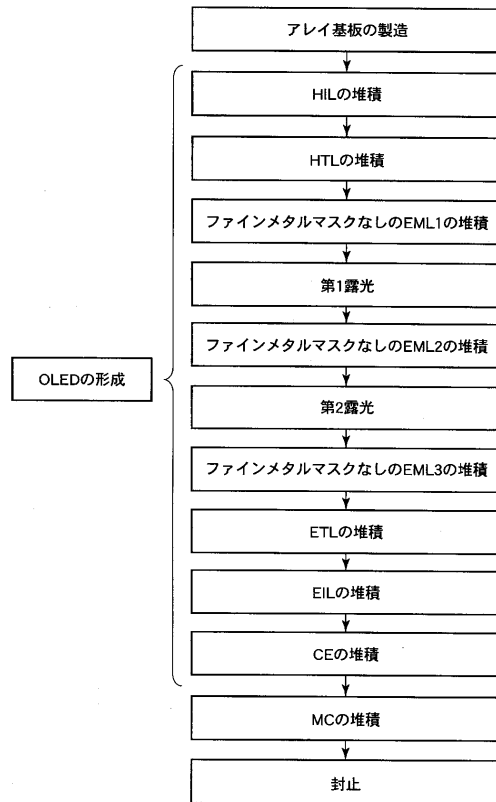 アレイ基板の製造
HILの堆積
HTLの堆積
ファインメタルマスクなしのEML1の堆積
第1露光
ファインメタルマスクなしのEML2の堆積
OLEDの形成
第2露光
ファインメタルマスクなしのEML3の堆積
ETLの堆積
EILの堆積
CEの堆積
MCの堆積
封止